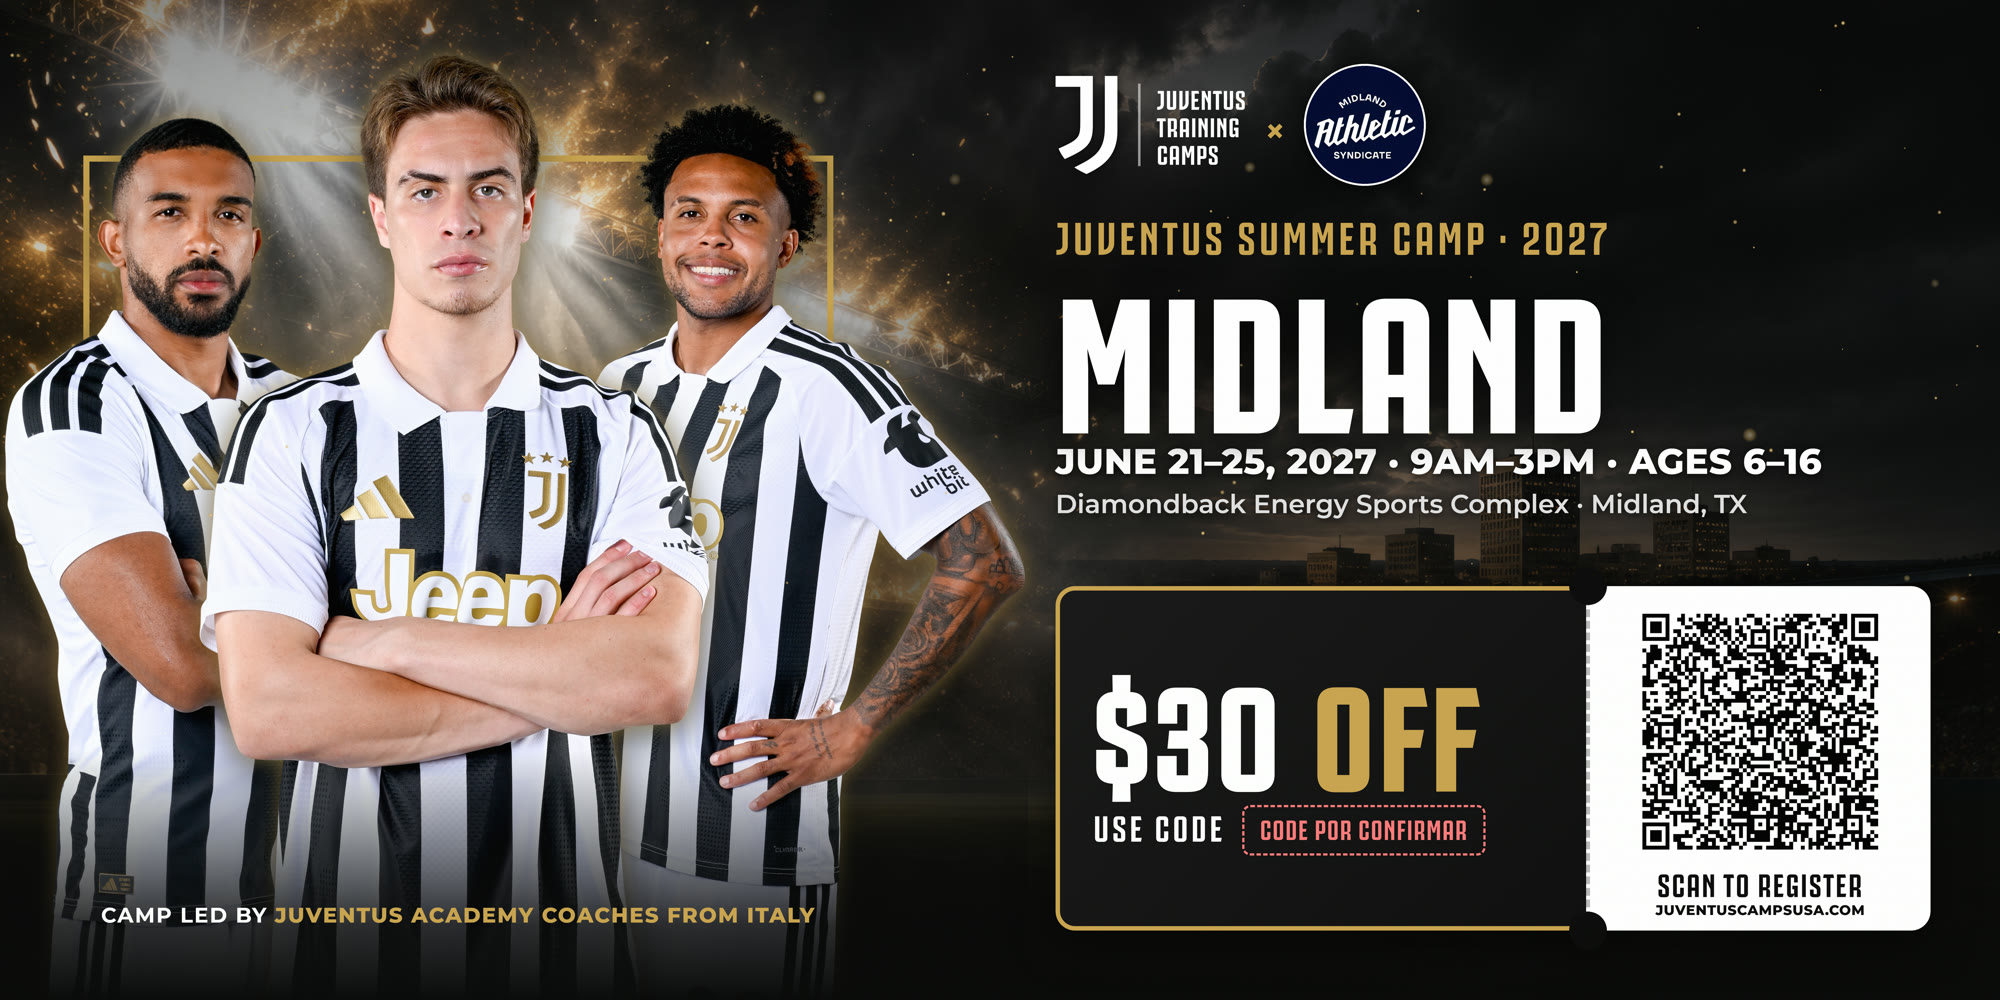 JUVENTUS
TRAINING
CAMPS
×
MIDLAND
Athletic
SYNDICATE
JUVENTUS SUMMER CAMP · 2027
MIDLAND
JUNE 21–25, 2027 • 9AM–3PM • AGES 6–16
Diamondback Energy Sports Complex · Midland, TX
$30 OFF
USE CODE CODE POR CONFIRMAR
SCAN TO REGISTER
JUVENTUSCAMPSUSA.COM
Jeep
white
bit
CAMP LED BY JUVENTUS ACADEMY COACHES FROM ITALY